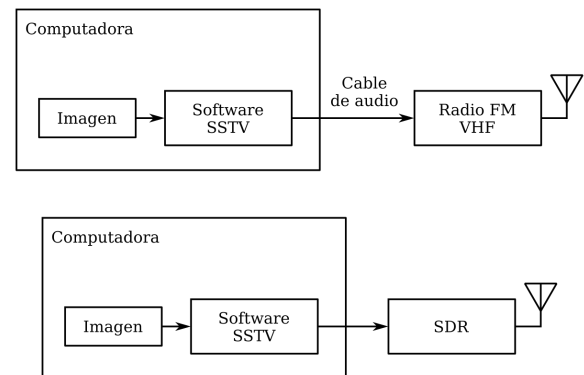 Computadora
Imagen
Software
SSTV
Cable
de audio
Radio FM
VHF
Computadora
Imagen
Software
SSTV
SDR